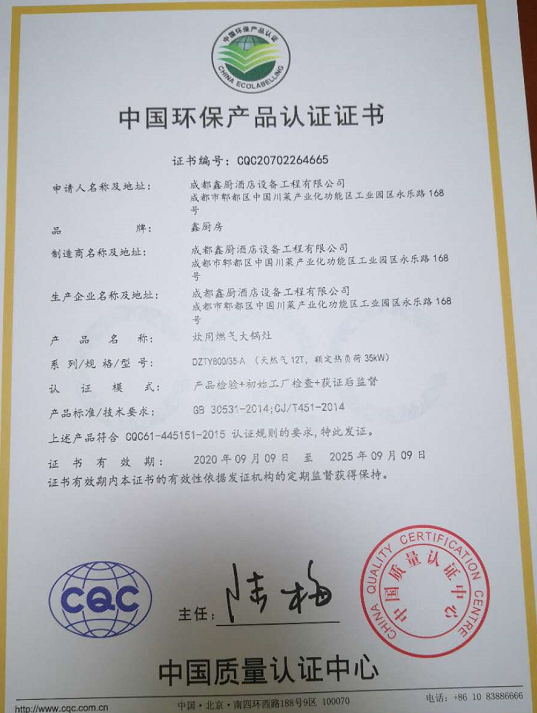 中国环保产品认证
CHINA ECOLABELLING
中国环保产品认证证书
证书编号: CQC20702264665
申请人名称及地址: 成都鑫厨酒店设备工程有限公司
成都市郫都区中国川菜产业化功能区工业园区永乐路 168
号
品 牌: 鑫厨房
制造商名称及地址: 成都鑫厨酒店设备工程有限公司
成都市郫都区中国川菜产业化功能区工业园区永乐路 168
号
生产企业名称及地址: 成都鑫厨酒店设备工程有限公司
成都市郫都区中国川菜产业化功能区工业园区永乐路 168
号
产 品 名 称: 炊用燃气大锅灶
系 列/规 格/型 号: DZTY800/35-A (天然气 12T, 额定热负荷 35kW)
认 证 模 式: 产品检验+初始工厂检查+获证后监督
产品标准/技术要求: GB 30531-2014;CJ/T451-2014
上述产品符合 CQC61-445151-2015 认证规则的要求,特此发证。
证 书 有 效 期: 2020 年 09 月 09 日 至 2025 年 09 月 09 日
证书有效期内本证书的有效性依据发证机构的定期监督获得保持。
CQC
主任: 陆梅
CHINA QUALITY CERTIFICATION CENTRE
中国质量认证中心
中国质量认证中心
http://www.cqc.com.cn
中国·北京·南四环西路188号9区 100070
电话: +86 10 83886666